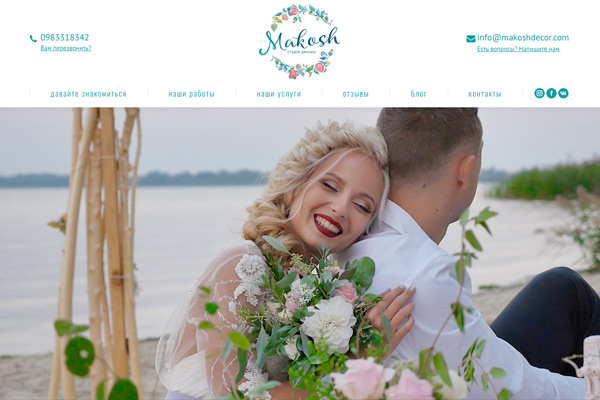 0983318342
Вам перезвонить?
Makosh
студия декора
info@makoshdecor.com
Есть вопросы? Напишите нам
давайте знакомиться
наши работы
наши услуги
отзывы
блог
контакты